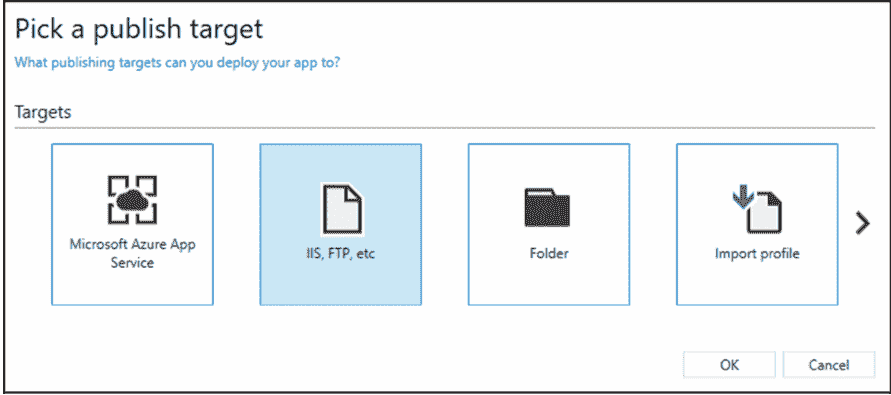 Pick a publish target
What publishing targets can you deploy your app to?
Targets
Microsoft Azure App
Service
IIS, FTP, etc
Folder
Import profile
OK
Cancel